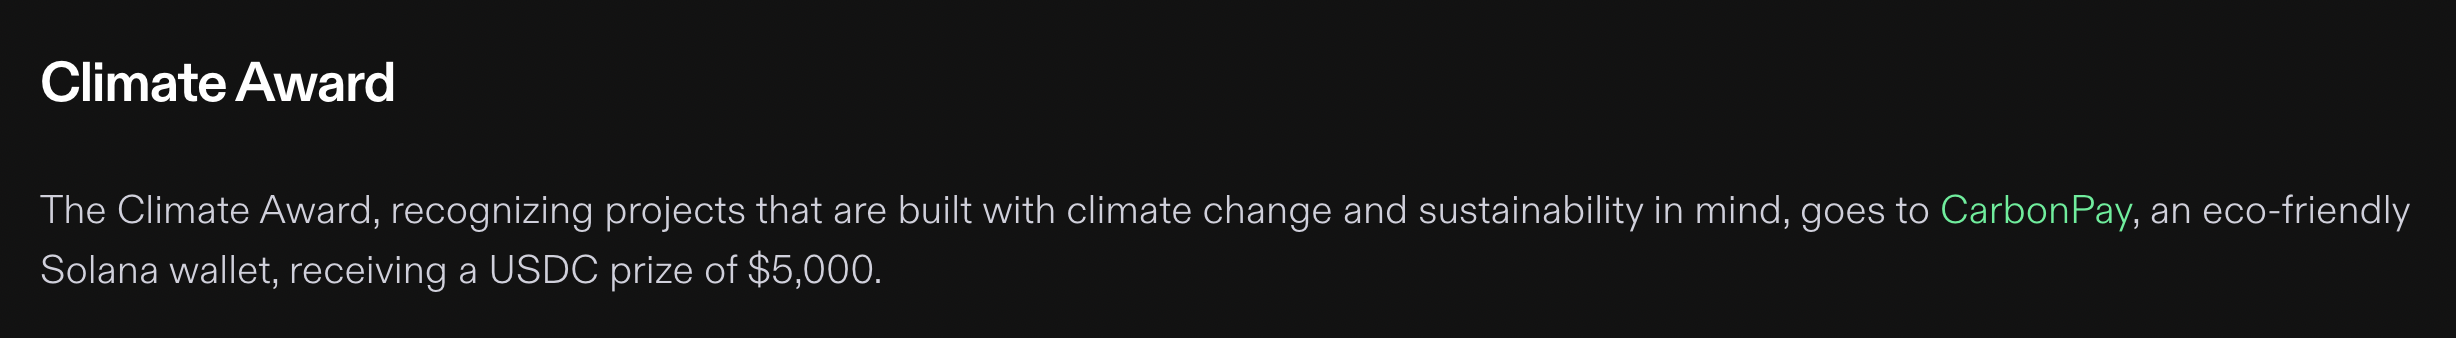 Climate Award
The Climate Award, recognizing projects that are built with climate change and sustainability in mind, goes to CarbonPay, an eco-friendly
Solana wallet, receiving a USDC prize of $5,000.